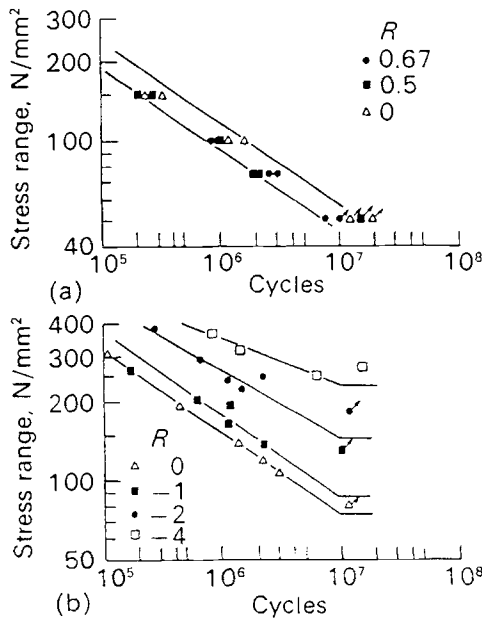 Stress range, N/mm²
300
100
40
R
0.67
0.5
0
10⁵
10⁶
10⁷
10⁸
(a)
Cycles
Stress range, N/mm²
400
300
200
100
50
R
0
−1
−2
−4
10⁵
10⁶
10⁷
10⁸
(b)
Cycles